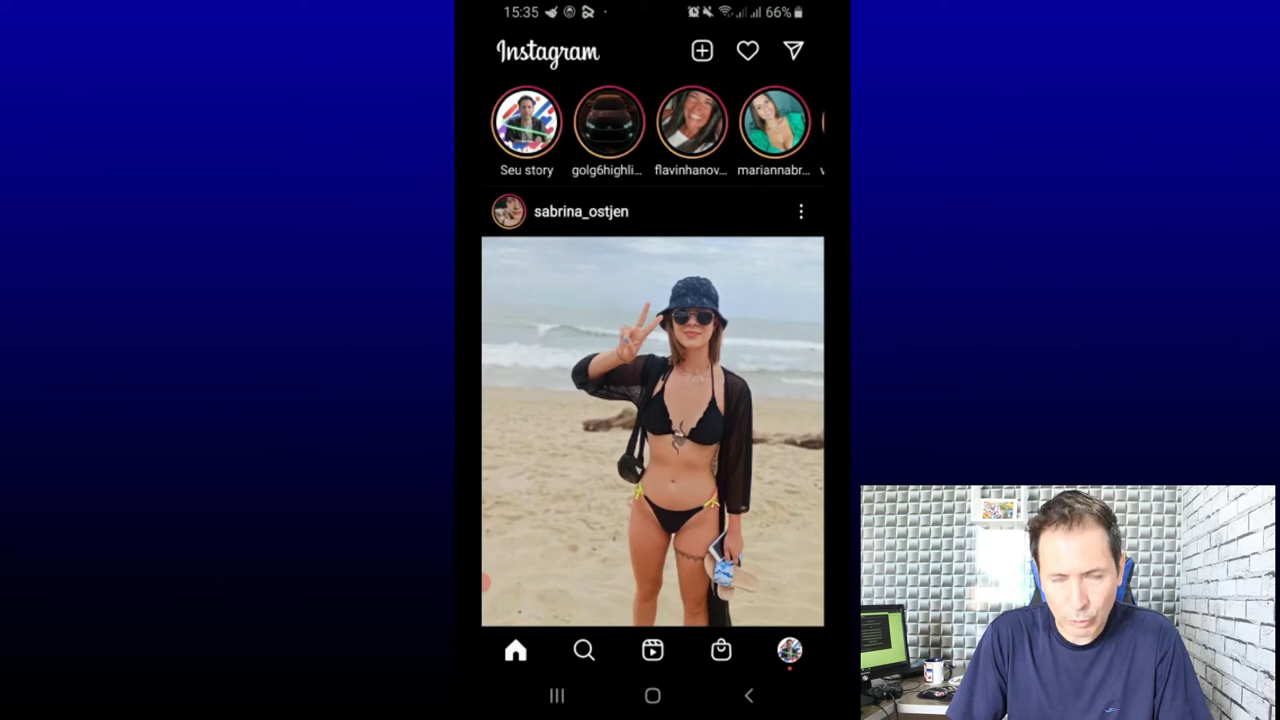 15:35
66%
Instagram
Seu story
golg6highli...
flavinhanov...
mariannabr...
sabrina_ostjen